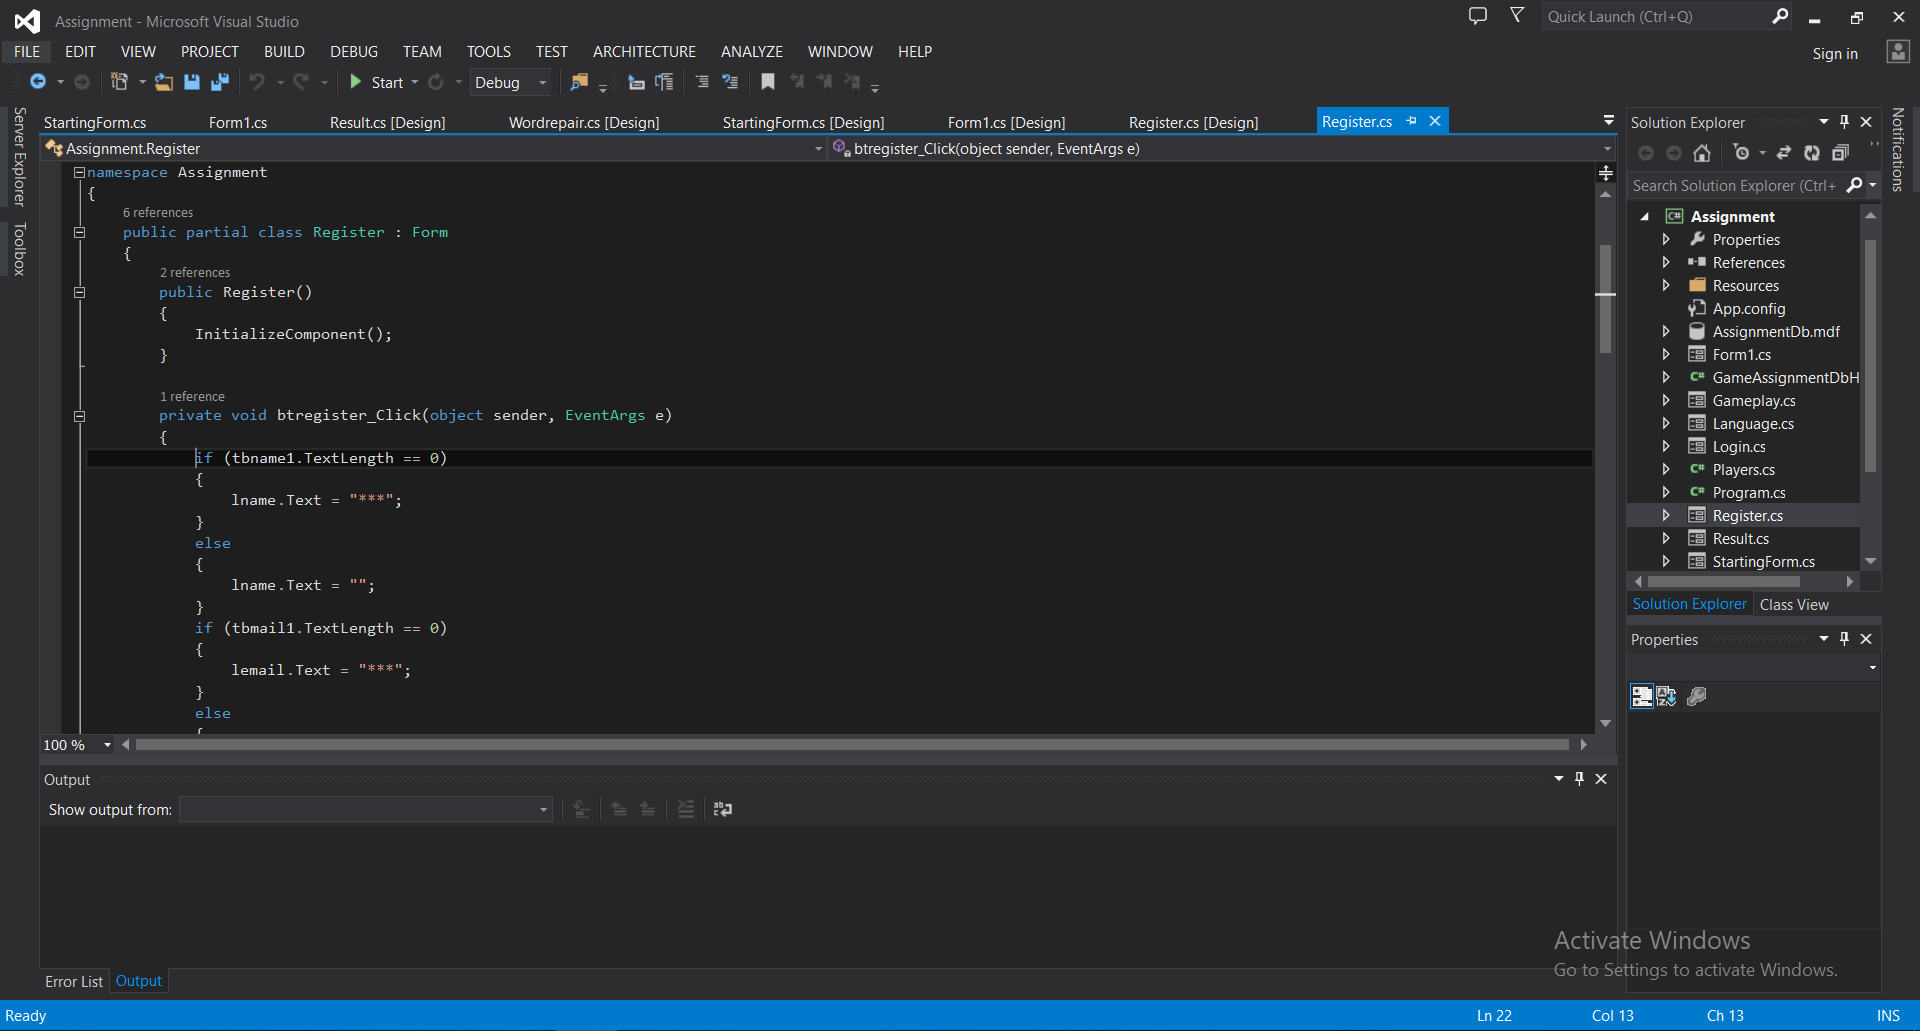 Assignment - Microsoft Visual Studio
Quick Launch (Ctrl+Q)
FILE EDIT VIEW PROJECT BUILD DEBUG TEAM TOOLS TEST ARCHITECTURE ANALYZE WINDOW HELP
Sign in
Start Debug
Server Explorer
Toolbox
StartingForm.cs Form1.cs Result.cs [Design] Wordrepair.cs [Design] StartingForm.cs [Design] Form1.cs [Design] Register.cs [Design] Register.cs
Assignment.Register btregister_Click(object sender, EventArgs e)
namespace Assignment
{
6 references
public partial class Register : Form
{
2 references
public Register()
{
InitializeComponent();
}
1 reference
private void btregister_Click(object sender, EventArgs e)
{
if (tbname1.TextLength == 0)
{
lname.Text = "***";
}
else
{
lname.Text = "";
}
if (tbmail1.TextLength == 0)
{
lemail.Text = "***";
}
else
{
100 %
Output
Show output from:
Error List Output
Solution Explorer
Search Solution Explorer (Ctrl+
Assignment
Properties
References
Resources
App.config
AssignmentDb.mdf
Form1.cs
C# GameAssignmentDbH
Gameplay.cs
Language.cs
Login.cs
C# Players.cs
C# Program.cs
Register.cs
Result.cs
StartingForm.cs
Solution Explorer Class View
Properties
Notifications
Activate Windows
Go to Settings to activate Windows.
Ready Ln 22 Col 13 Ch 13 INS